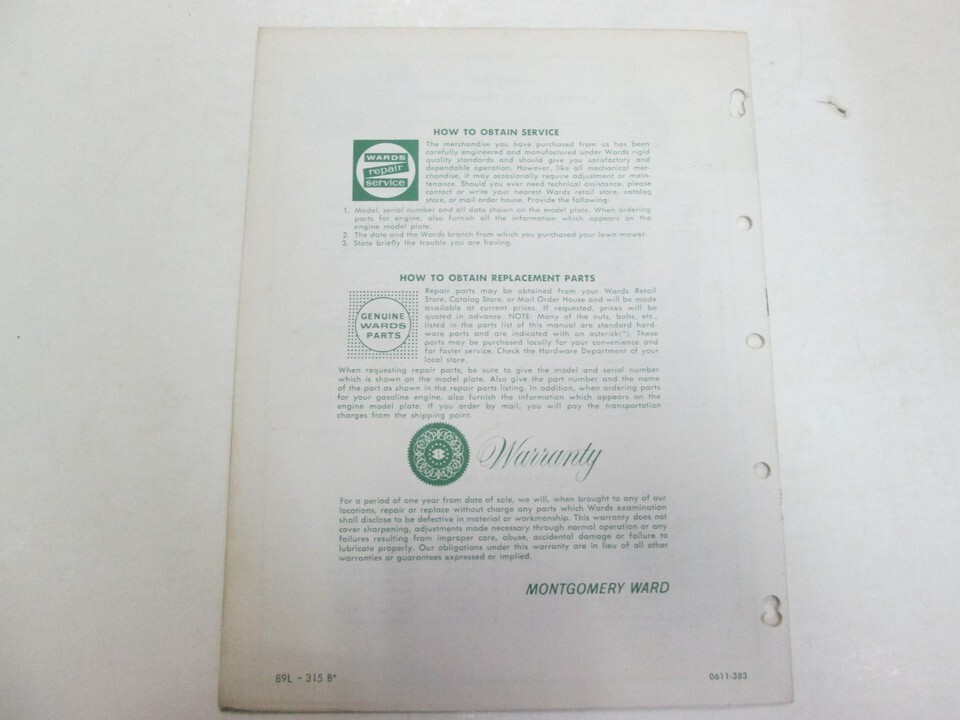 HOW TO OBTAIN SERVICE
WARDS
repair
service
The merchandise you have purchased from us has been
carefully engineered and manufactured under Wards rigid
quality standards and should give you satisfactory and
dependable operation. However, like all mechanical mer-
chandise, it may occasionally require adjustment or main-
tenance. Should you ever need technical assistance, please
contact or write your nearest Wards retail store, catalog
store, or mail order house. Provide the following:
1. Model, serial number and all data shown on the model plate. When ordering
parts for engine, also furnish all the information which appears on the
engine model plate.
2. The date and the Wards branch from which you purchased your lawn mower.
3. State briefly the trouble you are having.
HOW TO OBTAIN REPLACEMENT PARTS
GENUINE
WARDS
PARTS
Repair parts may be obtained from your Wards Retail
Store, Catalog Store, or Mail Order House and will be made
available at current prices. If requested, prices will be
quoted in advance. NOTE: Many of the nuts, bolts, etc.,
listed in the parts list of this manual are standard hard-
ware parts and are indicated with an asterick(*). These
parts may be purchased locally for your convenience and
for faster service. Check the Hardware Department of your
local store.
When requesting repair parts, be sure to give the model and serial number
which is shown on the model plate. Also give the part number and the name
of the part as shown in the repair parts listing. In addition, when ordering parts
for your gasoline engine, also furnish the information which appears on the
engine model plate. If you order by mail, you will pay the transportation
charges from the shipping point.
Warranty
For a period of one year from date of sale, we will, when brought to any of our
locations, repair or replace without charge any parts which Wards examination
shall disclose to be defective in material or workmanship. This warranty does not
cover sharpening, adjustments made necessary through normal operation or any
failures resulting from improper care, abuse, accidental damage or failure to
lubricate properly. Our obligations under this warranty are in lieu of all other
warranties or guarantees expressed or implied.
MONTGOMERY WARD
89L - 315 B*
0611-383